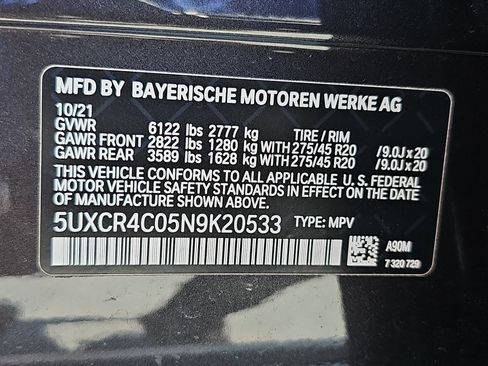 MFD BY BAYERISCHE MOTOREN WERKE AG
10/21
GVWR 6122 lbs 2777 kg TIRE / RIM
GAWR FRONT 2822 lbs 1280 kg WITH 275/45 R20 /9.0J x 20
GAWR REAR 3589 lbs 1628 kg WITH 275/45 R20 /9.0J x 20
THIS VEHICLE CONFORMS TO ALL APPLICABLE U. S. FEDERAL
MOTOR VEHICLE SAFETY STANDARDS IN EFFECT ON THE DATE
OF MANUFACTURE SHOWN ABOVE.
5UXCR4C05N9K20533 TYPE: MPV
A90M
7 320 729